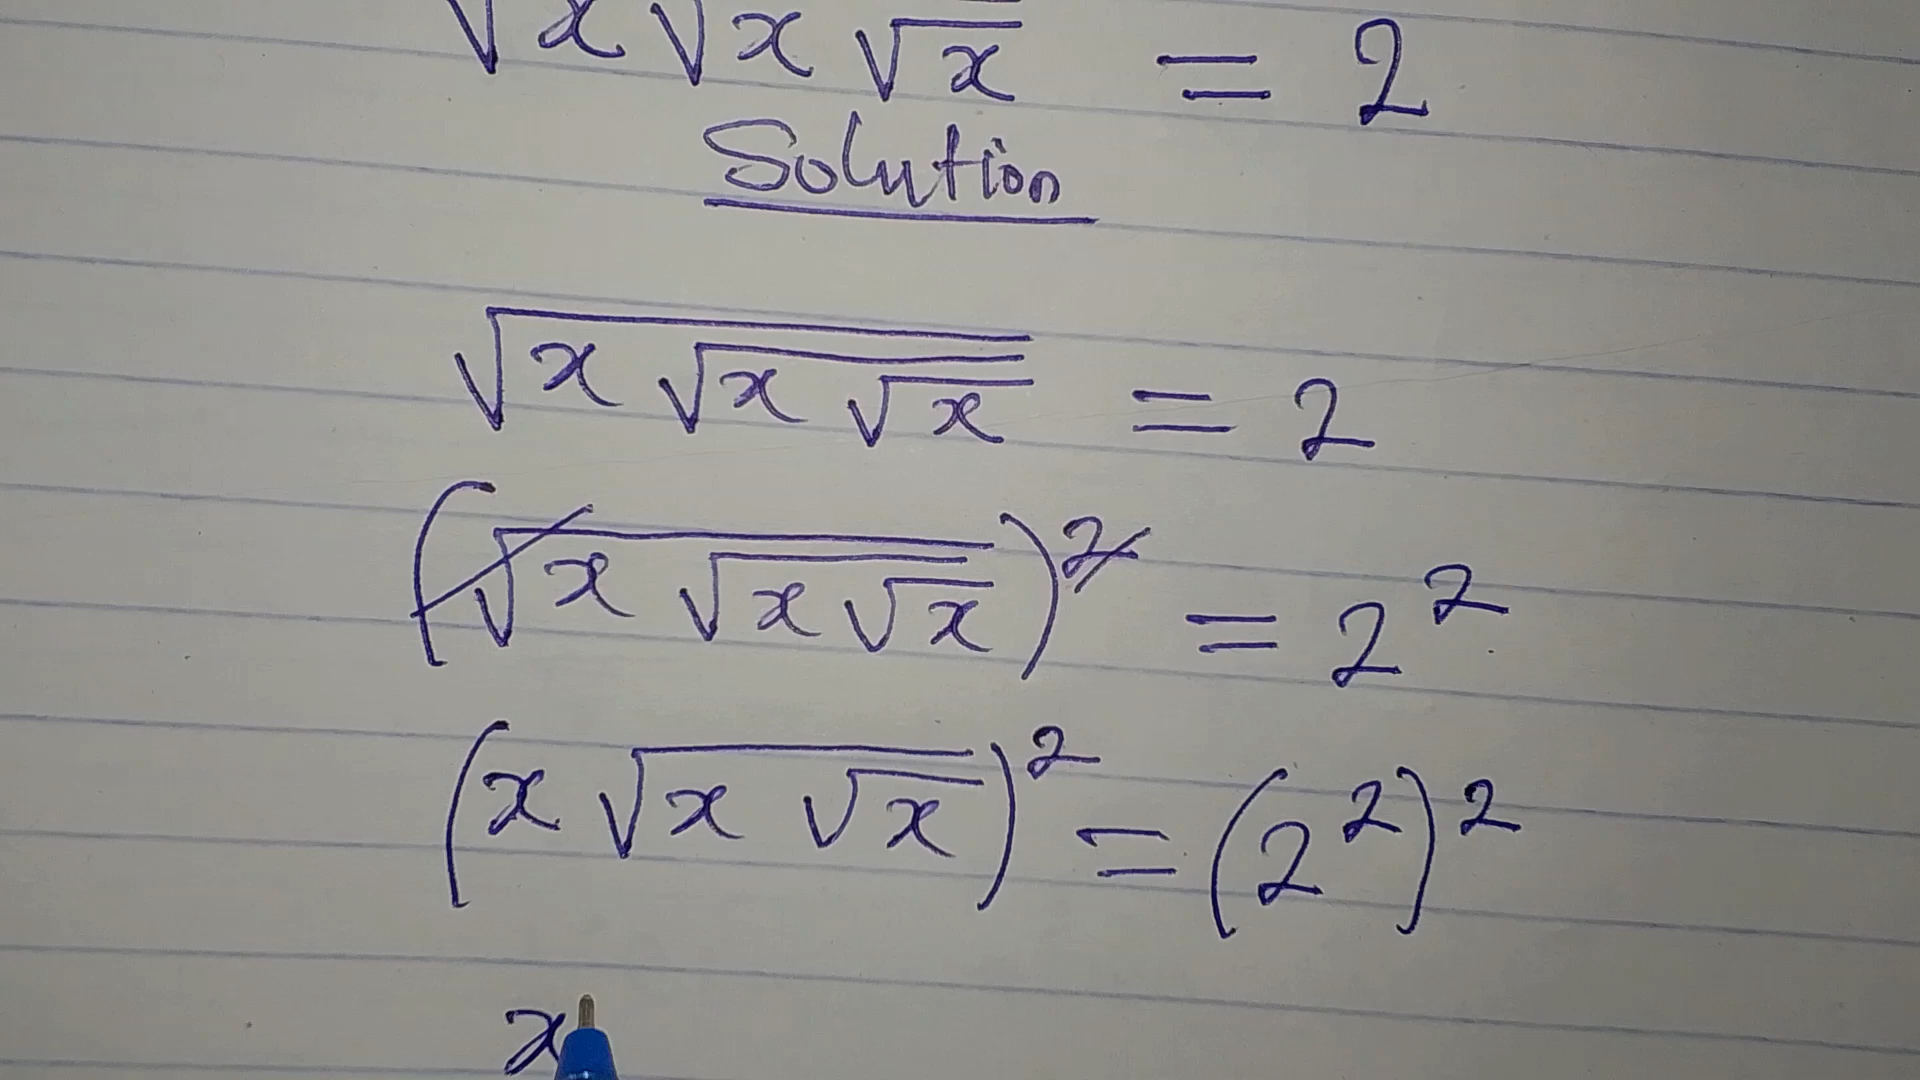 √x√x√x = 2
Solution
√x√x√x = 2
(√x√x√x)² = 2²
(x√x√x)² = (2²)²
x